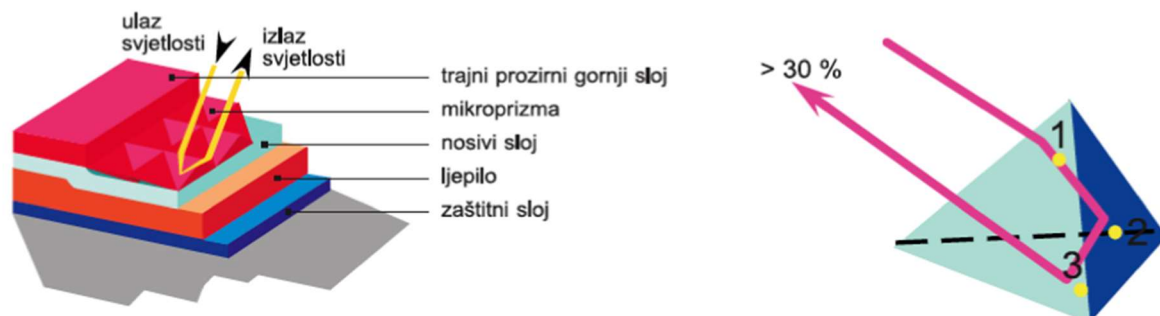 ulaz
svjetlosti
izlaz
svjetlosti
trajni prozirni gornji sloj
mikroprizma
nosivi sloj
ljepilo
zaštitni sloj
> 30 %
1
2
3